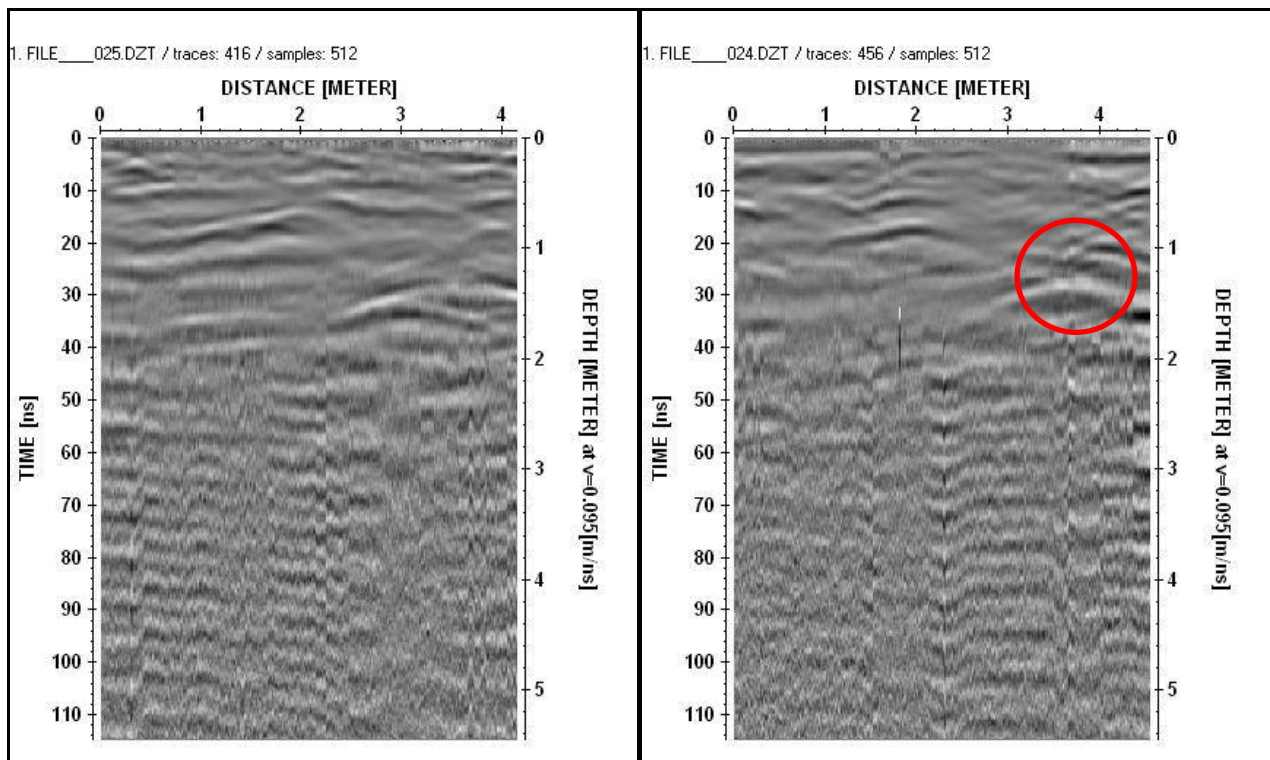 1. FILE____025.DZT / traces: 416 / samples: 512
DISTANCE [METER]
0 1 2 3 4
0 0
10
20 1
30
40 2
50
60 3
70
80 4
90
100 5
110
TIME [ns]
DEPTH [METER] at v=0.095[m/ns]
1. FILE____024.DZT / traces: 456 / samples: 512
DISTANCE [METER]
0 1 2 3 4
0 0
10
20 1
30
40 2
50
60 3
70
80 4
90
100 5
110
TIME [ns]
DEPTH [METER] at v=0.095[m/ns]